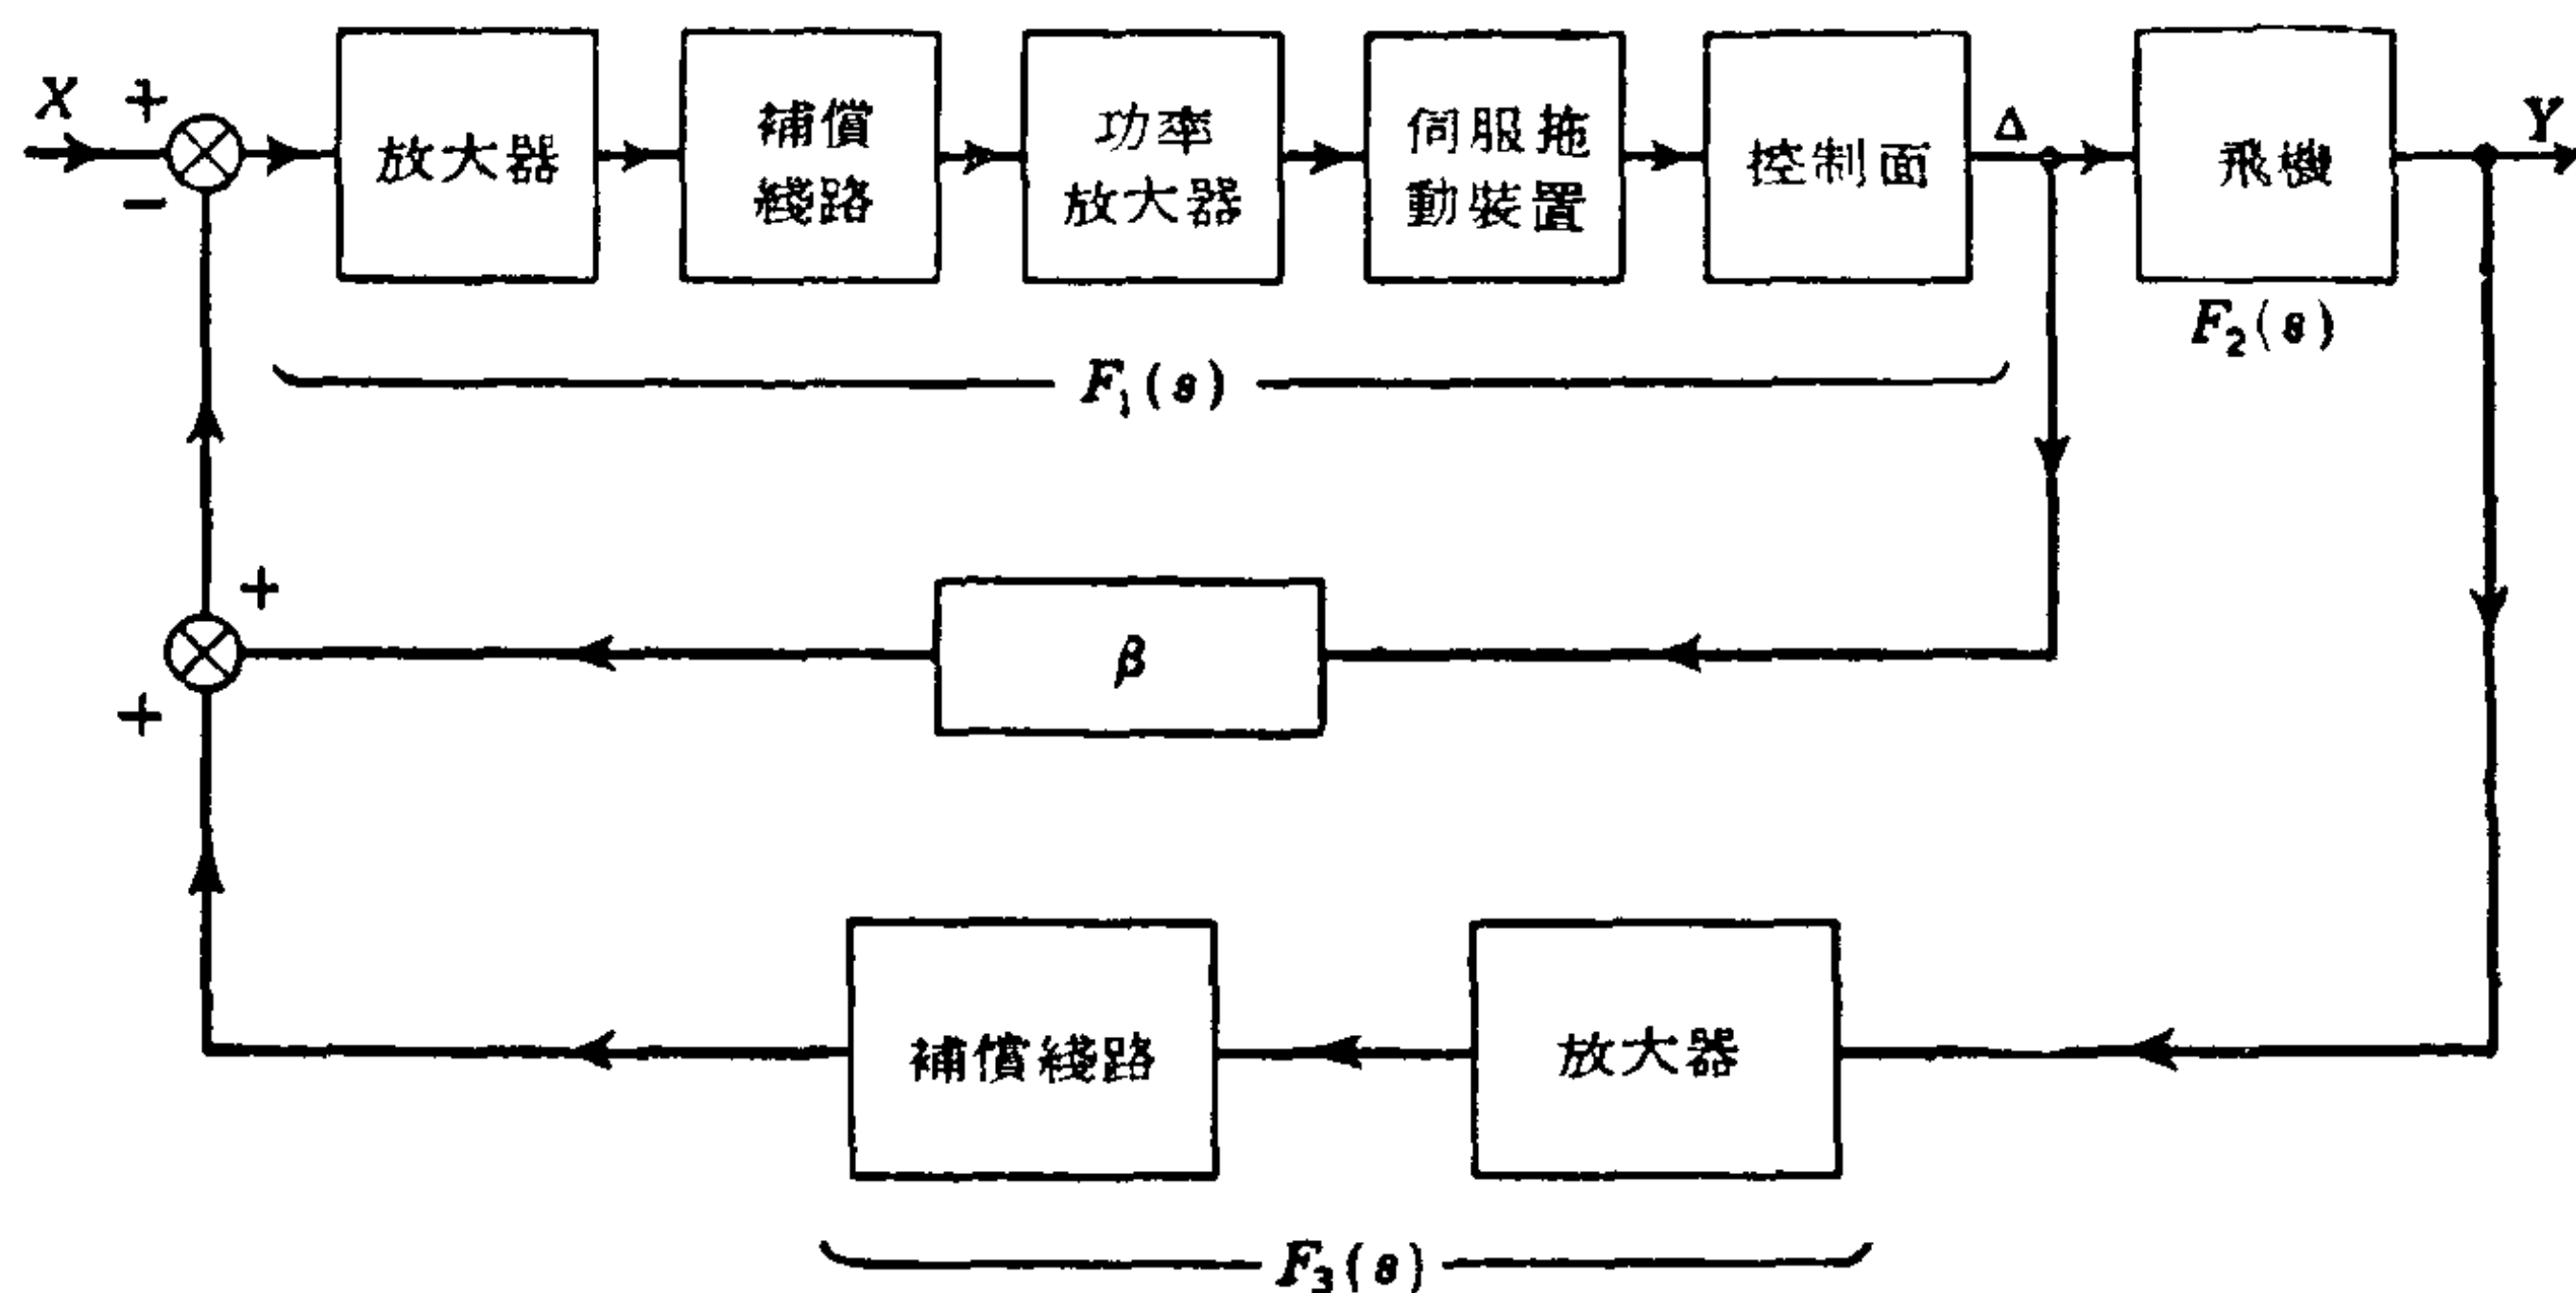 X
+
−
放大器
補償
綫路
功率
放大器
伺服拖
動裝置
控制面
Δ
飛機
Y
F₂(s)
F₁(s)
+
β
+
補償綫路
放大器
F₃(s)